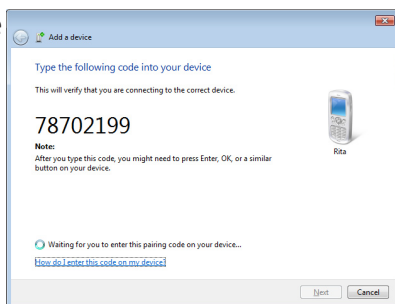 Add a device
Type the following code into your device
This will verify that you are connecting to the correct device.
78702199
Note:
After you type this code, you might need to press Enter, OK, or a similar
button on your device.
Rita
Waiting for you to enter this pairing code on your device...
How do I enter this code on my device?
Next Cancel